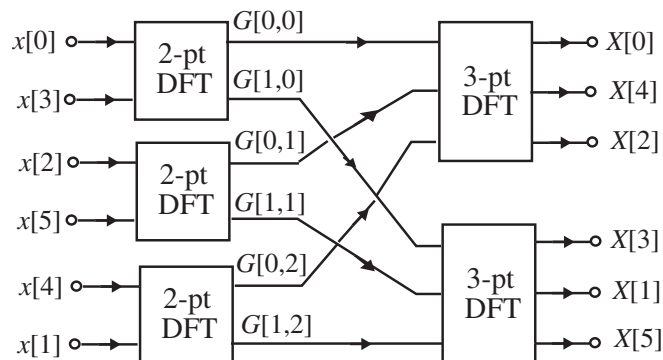 x[0]
x[3]
2-pt
DFT
G[0,0]
G[1,0]
x[2]
x[5]
2-pt
DFT
G[0,1]
G[1,1]
x[4]
x[1]
2-pt
DFT
G[0,2]
G[1,2]
3-pt
DFT
X[0]
X[4]
X[2]
3-pt
DFT
X[3]
X[1]
X[5]